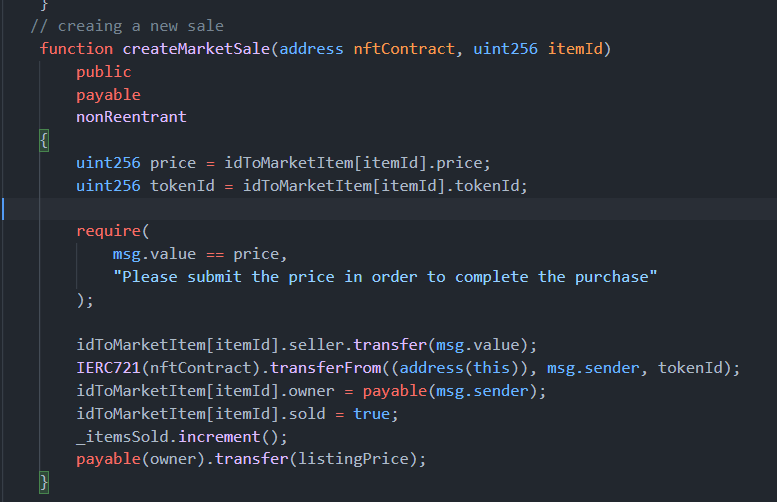 }
// creaing a new sale
function createMarketSale(address nftContract, uint256 itemId)
public
payable
nonReentrant
{
uint256 price = idToMarketItem[itemId].price;
uint256 tokenId = idToMarketItem[itemId].tokenId;
require(
msg.value == price,
"Please submit the price in order to complete the purchase"
);
idToMarketItem[itemId].seller.transfer(msg.value);
IERC721(nftContract).transferFrom((address(this)), msg.sender, tokenId);
idToMarketItem[itemId].owner = payable(msg.sender);
idToMarketItem[itemId].sold = true;
_itemsSold.increment();
payable(owner).transfer(listingPrice);
}